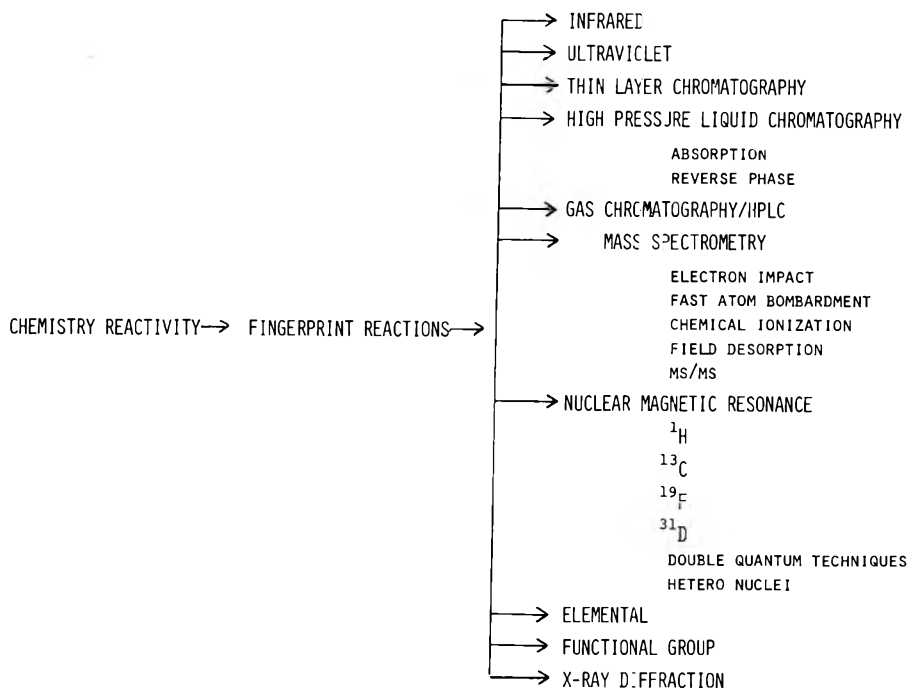 INFRARED
ULTRAVIOLET
THIN LAYER CHROMATOGRAPHY
HIGH PRESSURE LIQUID CHROMATOGRAPHY
ABSORPTION
REVERSE PHASE
GAS CHROMATOGRAPHY/HPLC
MASS SPECTROMETRY
ELECTRON IMPACT
FAST ATOM BOMBARDMENT
CHEMICAL IONIZATION
FIELD DESORPTION
MS/MS
CHEMISTRY REACTIVITY→ FINGERPRINT REACTIONS→
NUCLEAR MAGNETIC RESONANCE
¹H
¹³C
¹⁹F
³¹D
DOUBLE QUANTUM TECHNIQUES
HETERO NUCLEI
ELEMENTAL
FUNCTIONAL GROUP
X-RAY DIFFRACTION